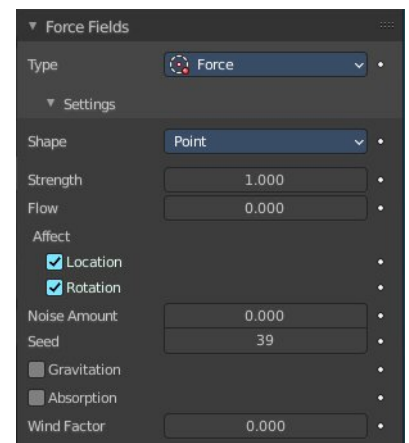 Force Fields
Type Force
Settings
Shape Point
Strength 1.000
Flow 0.000
Affect
Location
Rotation
Noise Amount 0.000
Seed 39
Gravitation
Absorption
Wind Factor 0.000